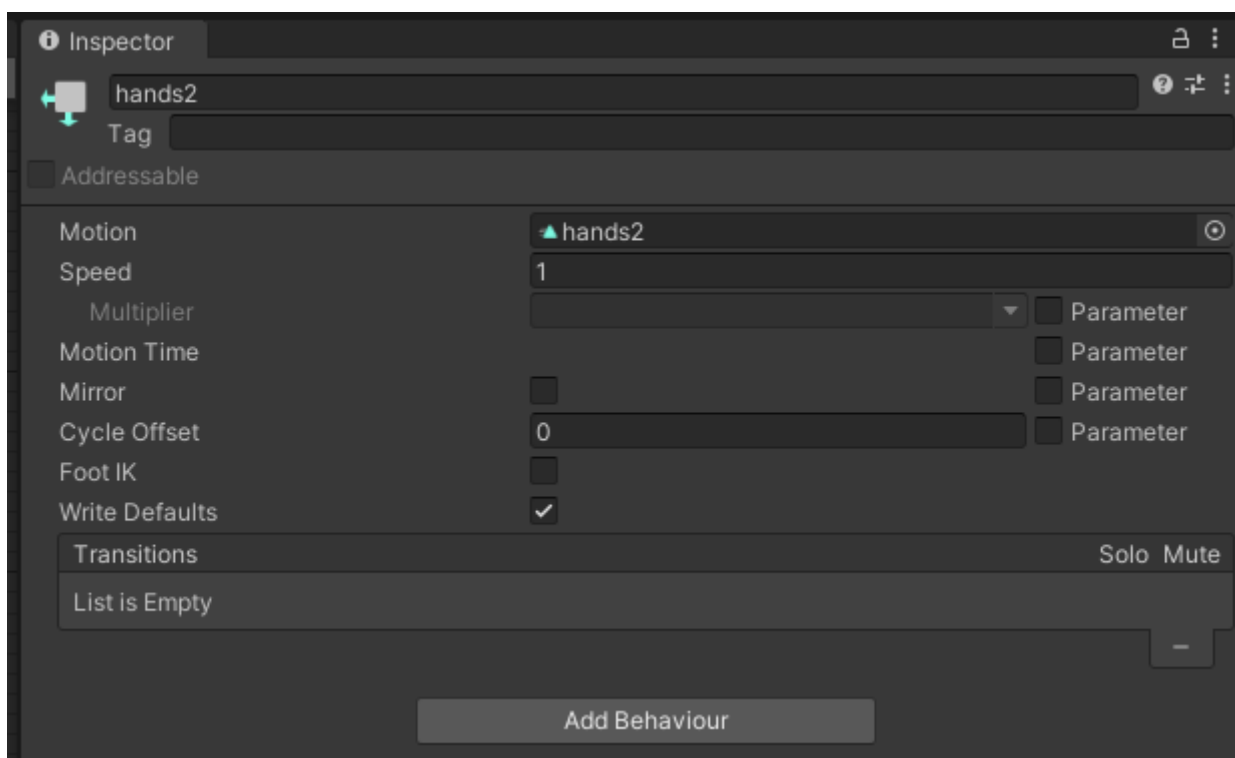 Inspector
hands2
Tag
Addressable
Motion hands2
Speed 1
Multiplier Parameter
Motion Time Parameter
Mirror Parameter
Cycle Offset 0 Parameter
Foot IK
Write Defaults
Transitions Solo Mute
List is Empty
Add Behaviour